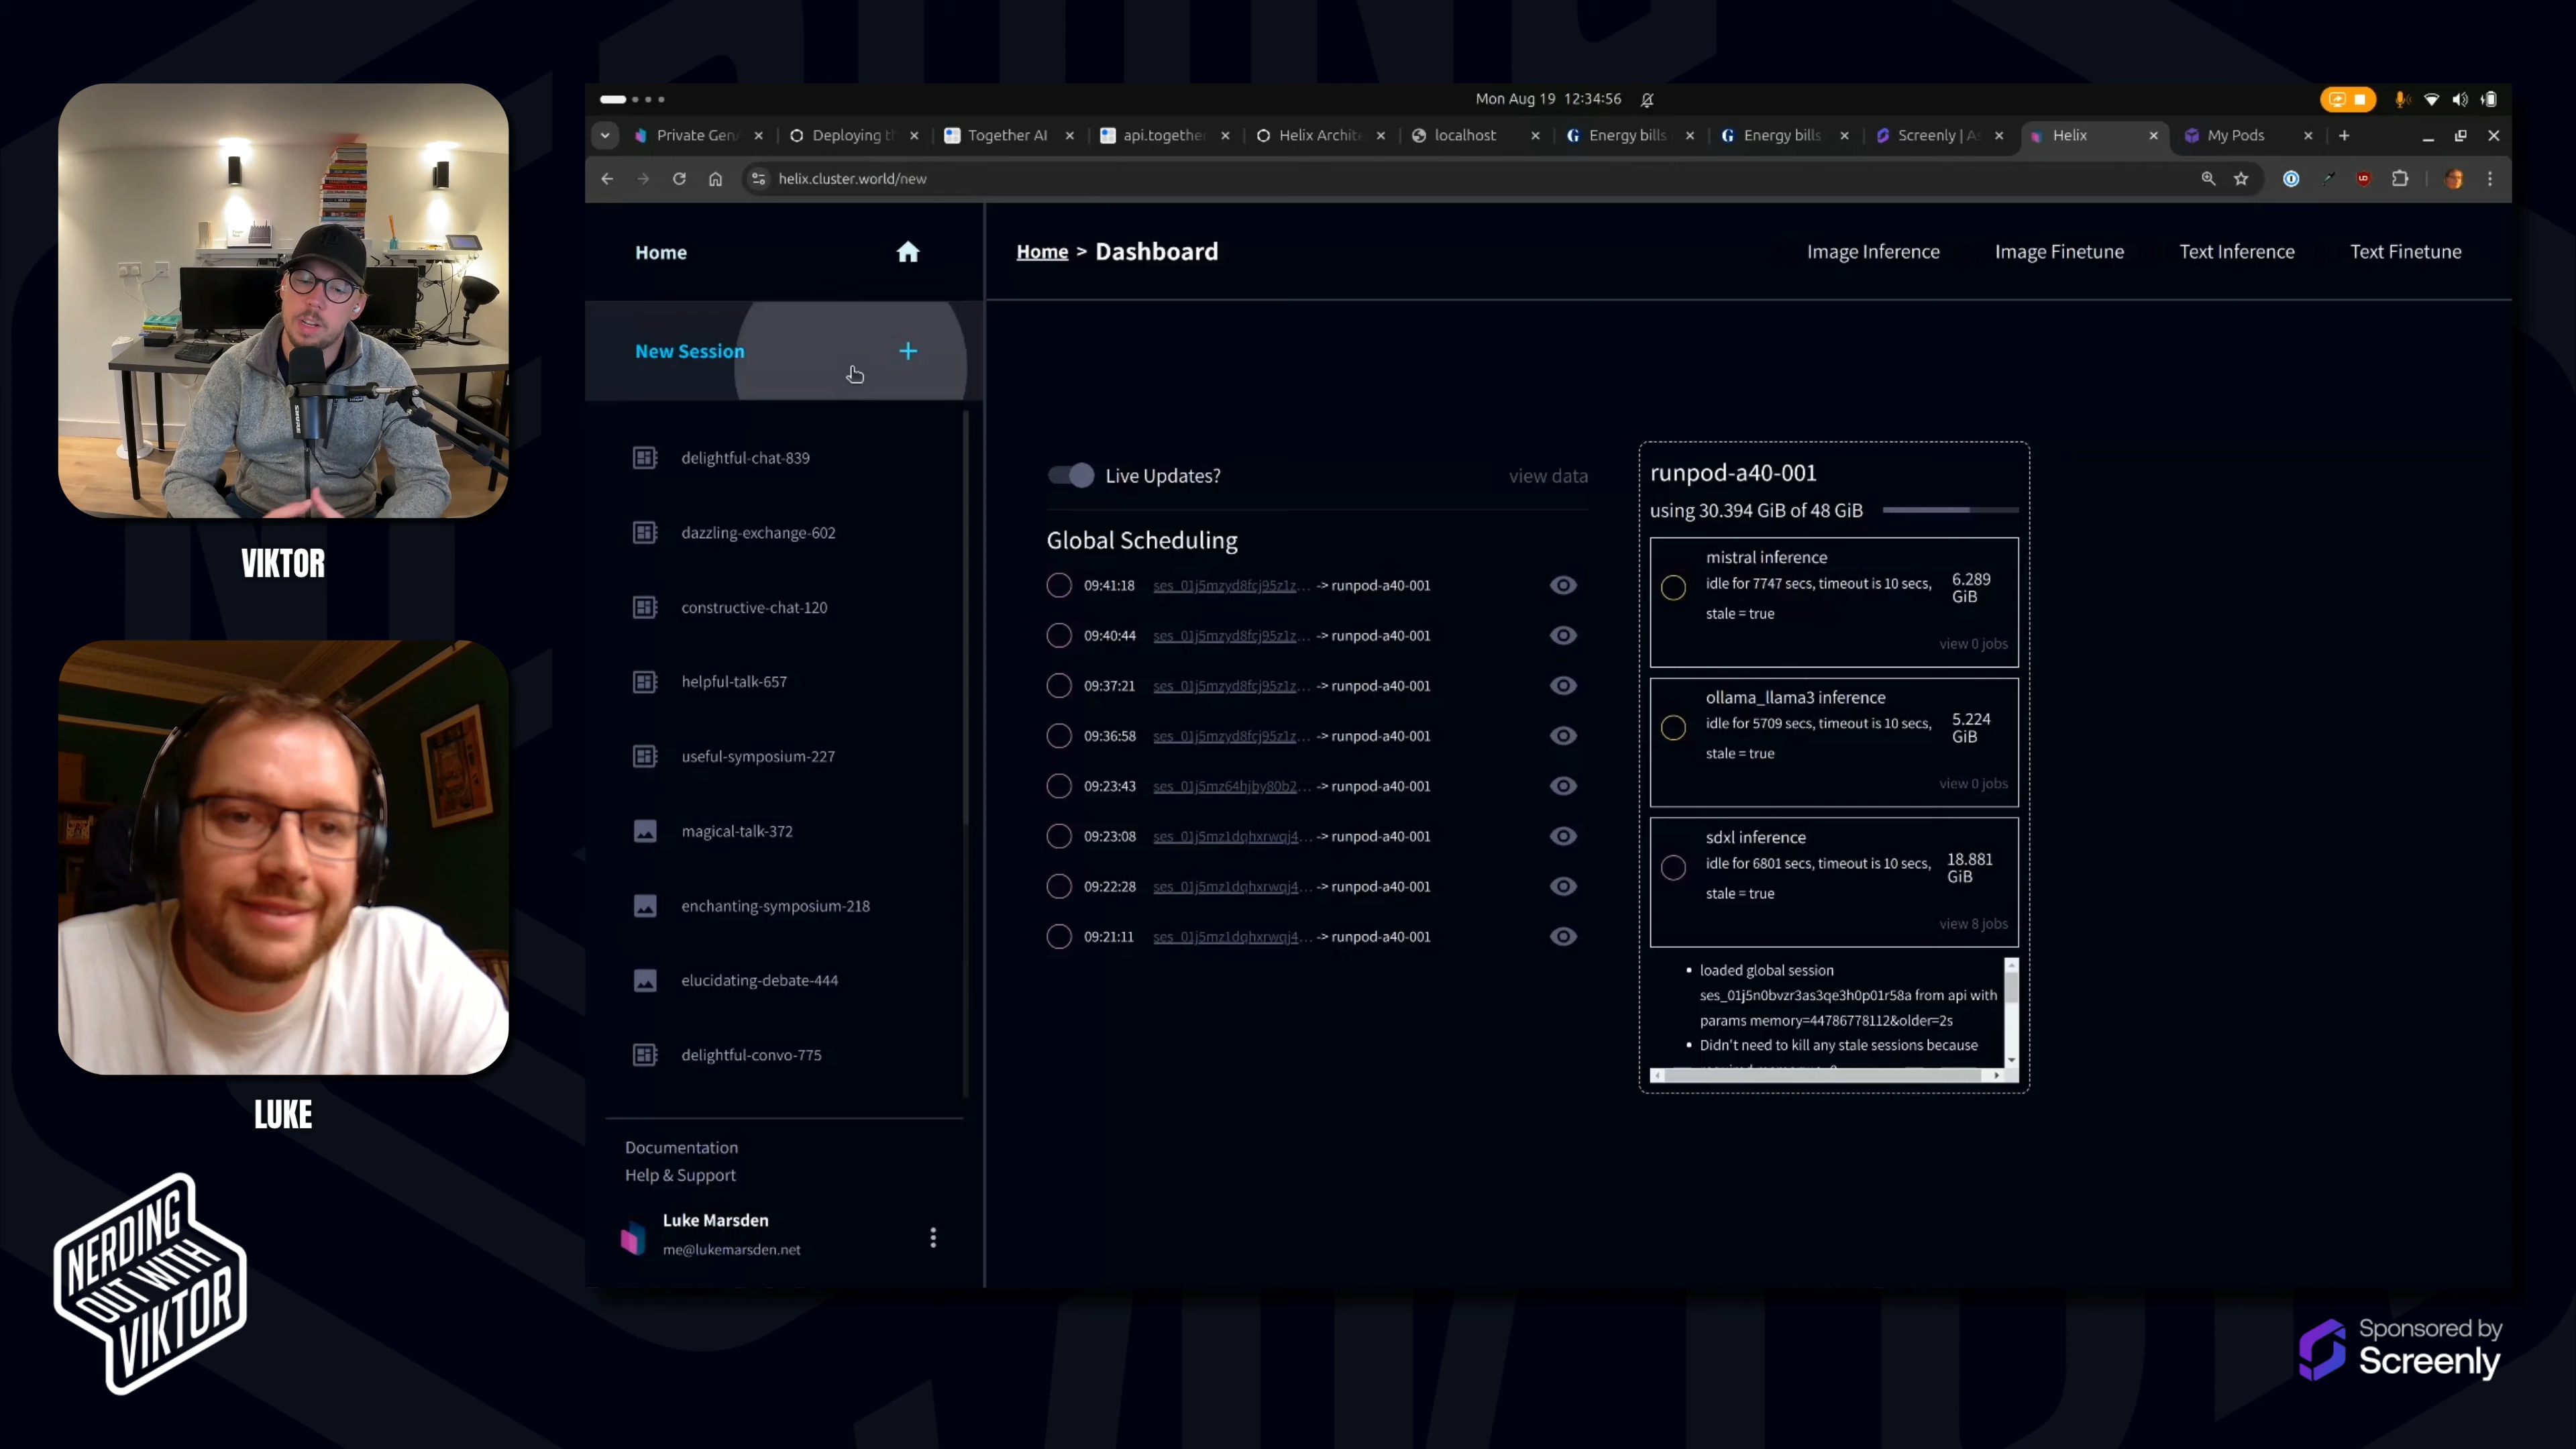 VIKTOR
LUKE
NERDING
OUT WITH
VIKTOR
Mon Aug 19 12:34:56
Private Gen
Deploying t
Together AI
api.together
Helix Archite
localhost
Energy bills
Energy bills
Screenly | As
Helix
My Pods
helix.cluster.world/new
Home
New Session
delightful-chat-839
dazzling-exchange-602
constructive-chat-120
helpful-talk-657
useful-symposium-227
magical-talk-372
enchanting-symposium-218
elucidating-debate-444
delightful-convo-775
Documentation
Help & Support
Luke Marsden
me@lukemarsden.net
Home > Dashboard
Image Inference
Image Finetune
Text Inference
Text Finetune
Live Updates?
view data
Global Scheduling
09:41:18 ses_01j5mzyd8fcj95z1z... -> runpod-a40-001
09:40:44 ses_01j5mzyd8fcj95z1z... -> runpod-a40-001
09:37:21 ses_01j5mzyd8fcj95z1z... -> runpod-a40-001
09:36:58 ses_01j5mzyd8fcj95z1z... -> runpod-a40-001
09:23:43 ses_01j5mz64hjby80b2... -> runpod-a40-001
09:23:08 ses_01j5mz1dqhxrwqj4... -> runpod-a40-001
09:22:28 ses_01j5mz1dqhxrwqj4... -> runpod-a40-001
09:21:11 ses_01j5mz1dqhxrwqj4... -> runpod-a40-001
runpod-a40-001
using 30.394 GiB of 48 GiB
mistral inference
idle for 7747 secs, timeout is 10 secs,
stale = true
6.289
GiB
view 0 jobs
ollama_llama3 inference
idle for 5709 secs, timeout is 10 secs,
stale = true
5.224
GiB
view 0 jobs
sdxl inference
idle for 6801 secs, timeout is 10 secs,
stale = true
18.881
GiB
view 8 jobs
• loaded global session
ses_01j5n0bvzr3as3qe3h0p01r58a from api with
params memory=44786778112&older=2s
• Didn't need to kill any stale sessions because
Sponsored by
Screenly